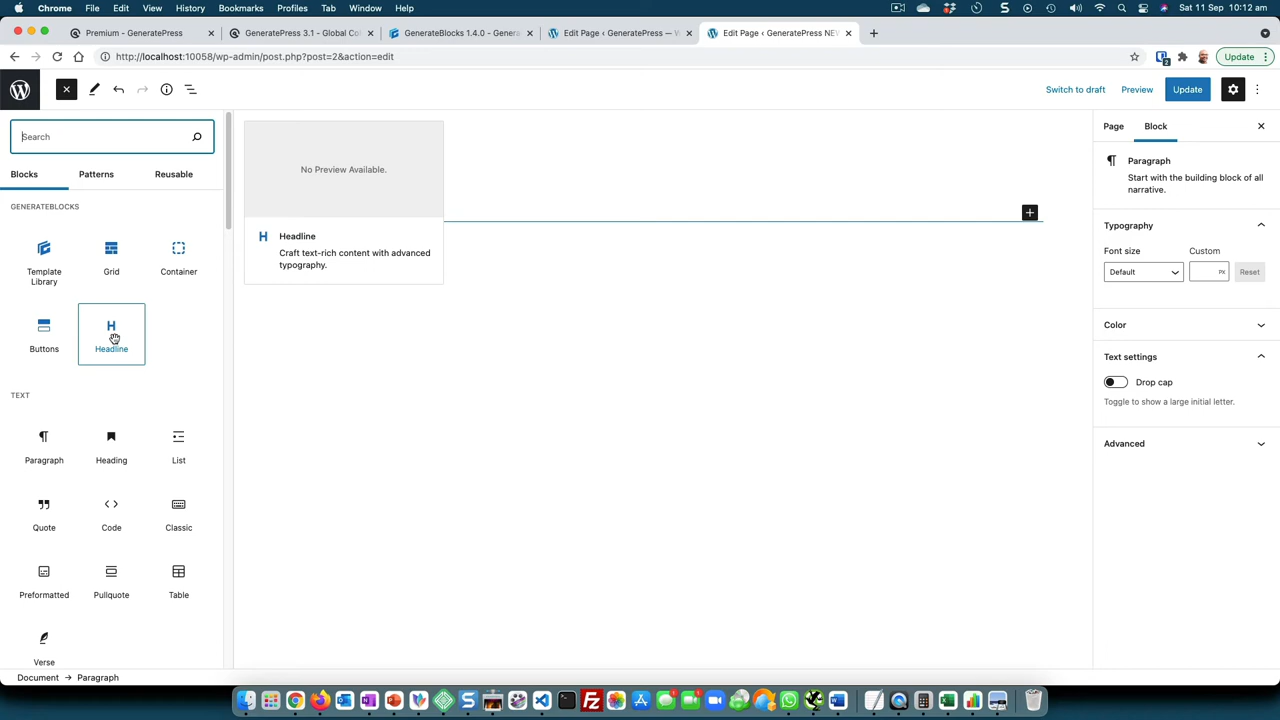 Chrome File Edit View History Bookmarks Profiles Tab Window Help
Sat 11 Sep 10:12 am
Premium - GeneratePress
GeneratePress 3.1 - Global Co
GenerateBlocks 1.4.0 - Genera
Edit Page < GeneratePress — W
Edit Page < GeneratePress NEW
http://localhost:10058/wp-admin/post.php?post=2&action=edit
2
Update
Switch to draft
Preview
Update
Search
Blocks
Patterns
Reusable
GENERATEBLOCKS
Template
Library
Grid
Container
Buttons
H
Headline
TEXT
Paragraph
Heading
List
Quote
Code
Classic
Preformatted
Pullquote
Table
Verse
No Preview Available.
H Headline
Craft text-rich content with advanced
typography.
Page
Block
Paragraph
Start with the building block of all
narrative.
Typography
Font size
Custom
Default
PX
Reset
Color
Text settings
Drop cap
Toggle to show a large initial letter.
Advanced
Document → Paragraph